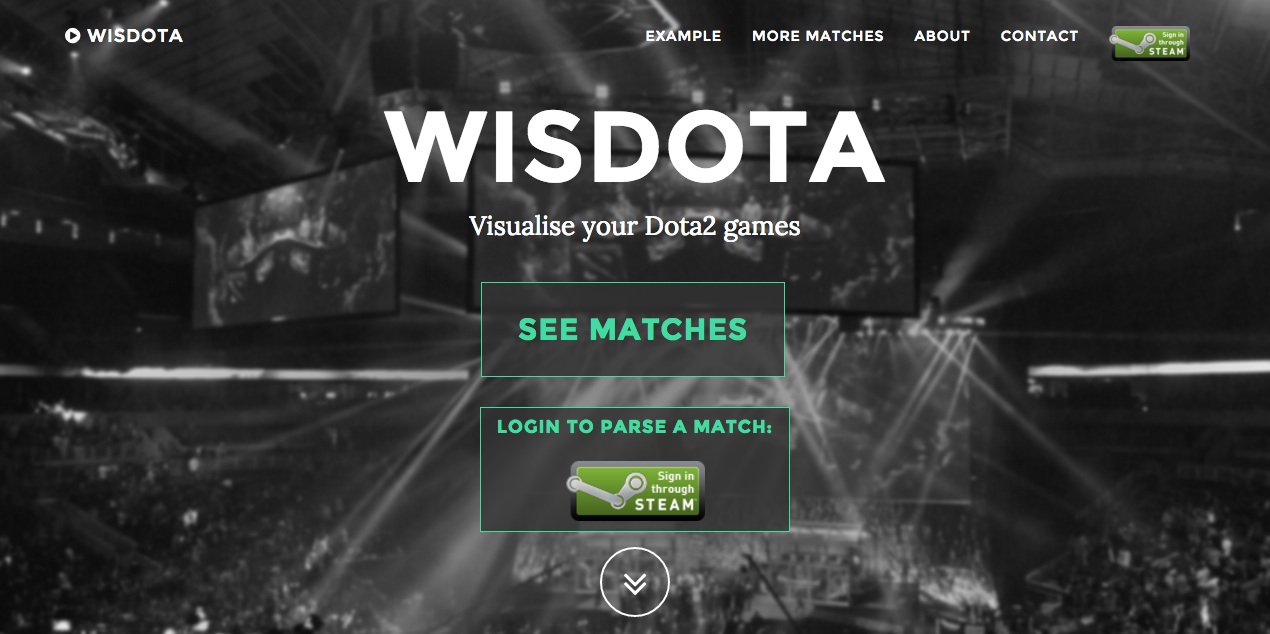 WISDOTA
EXAMPLE
MORE MATCHES
ABOUT
CONTACT
Sign in
through
STEAM
WISDOTA
Visualise your Dota2 games
SEE MATCHES
LOGIN TO PARSE A MATCH:
Sign in
through
STEAM